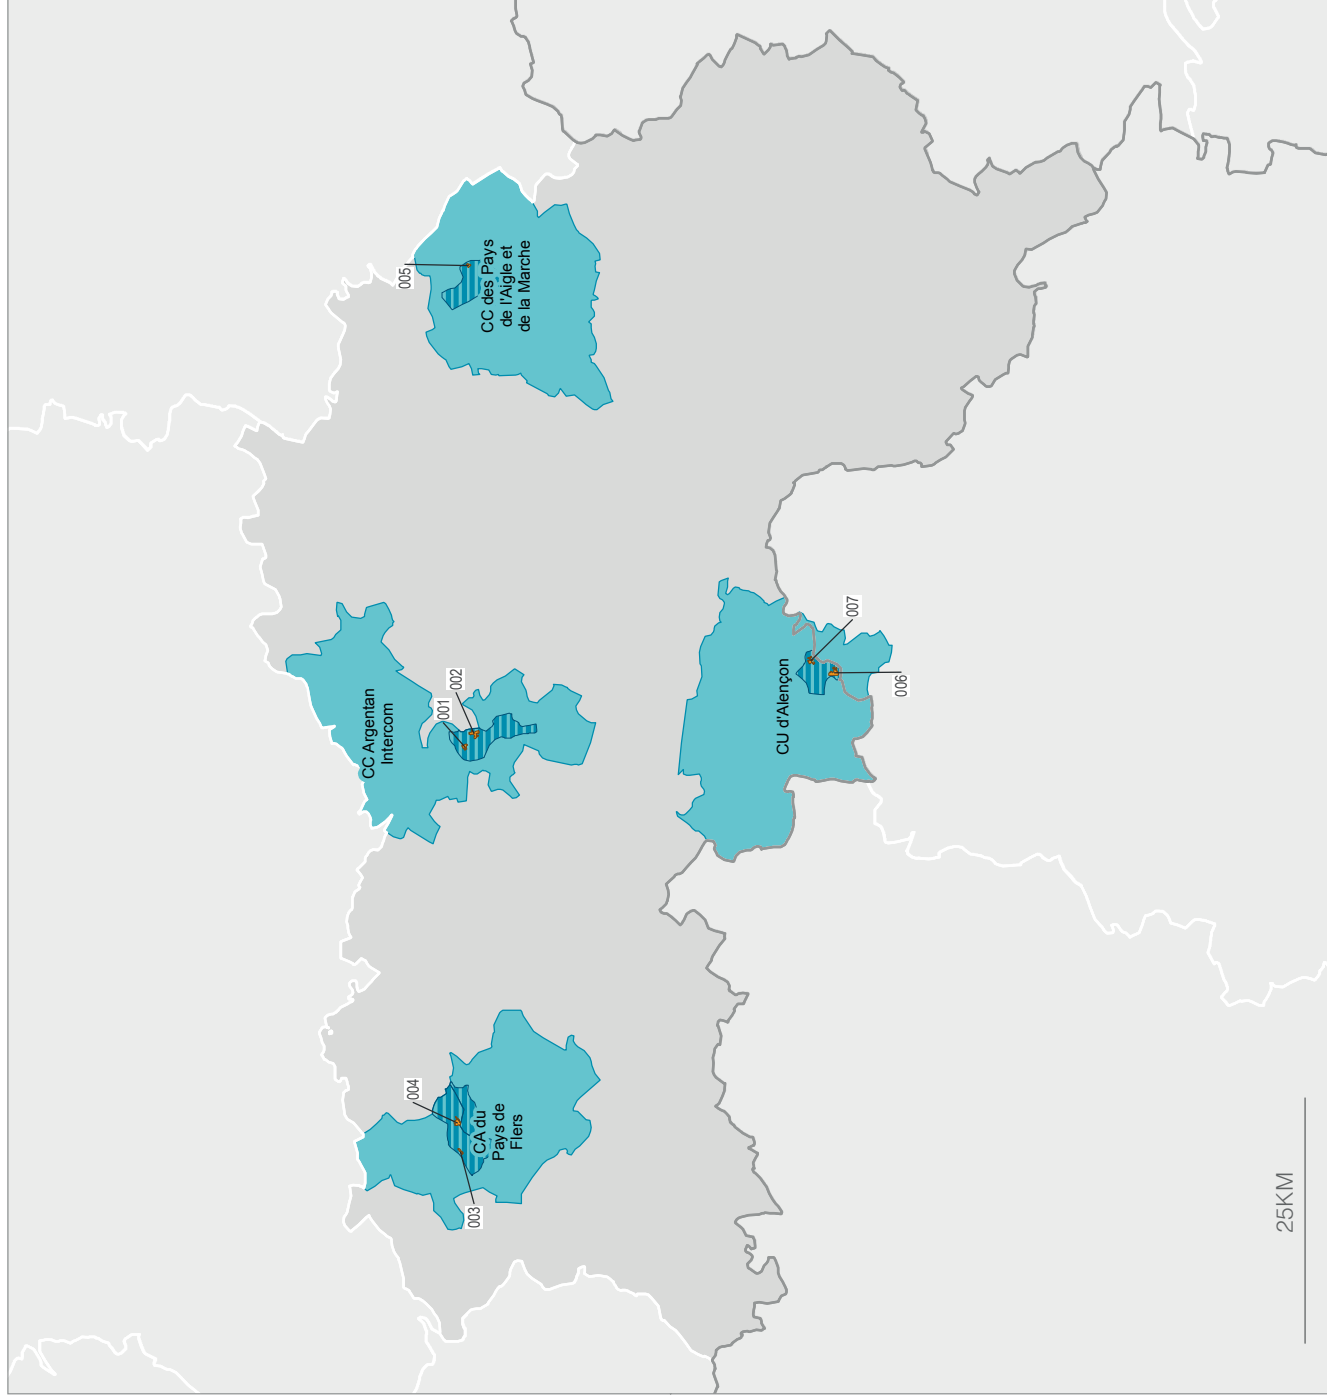 004
003
CA du
Pays de
Flers
CC Argentan
Intercom
001
002
005
CC des Pays
de l'Aigle et
de la Marche
CU d'Alençon
007
006
25KM